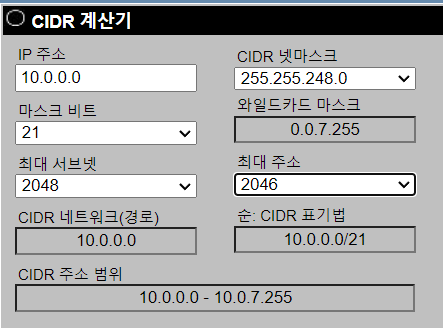 CIDR 계산기
IP 주소
CIDR 넷마스크
10.0.0.0
255.255.248.0
마스크 비트
와일드카드 마스크
21
0.0.7.255
최대 서브넷
최대 주소
2048
2046
CIDR 네트워크(경로)
순: CIDR 표기법
10.0.0.0
10.0.0.0/21
CIDR 주소 범위
10.0.0.0 - 10.0.7.255